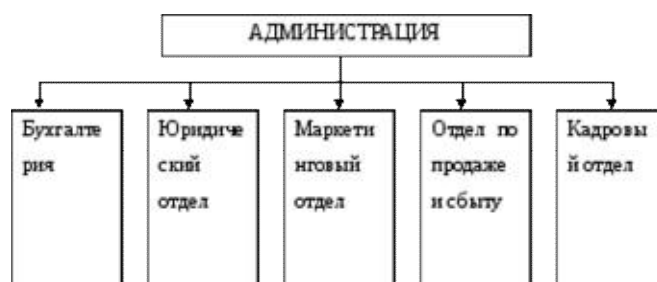 АДМИНИСТРАЦИЯ
Бухгалте
рия
Юридиче
ский
отдел
Маркети
нговый
отдел
Отдел по
продаже
и сбыту
Кадровы
й отдел